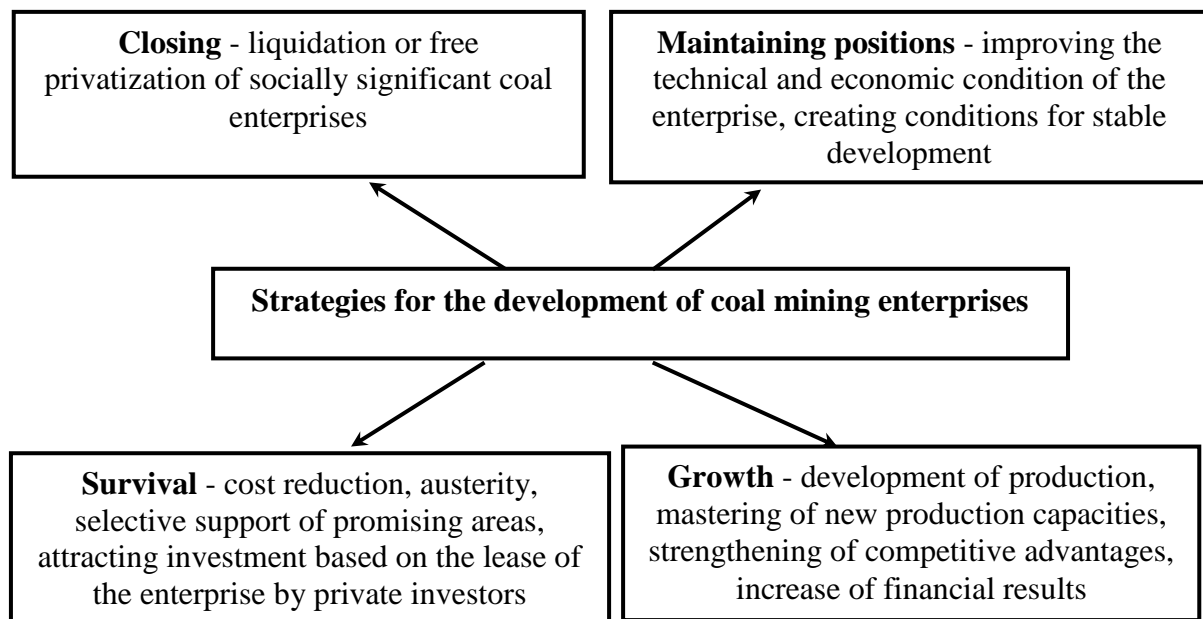 Closing - liquidation or free
privatization of socially significant coal
enterprises
Maintaining positions - improving the
technical and economic condition of the
enterprise, creating conditions for stable
development
Strategies for the development of coal mining enterprises
Survival - cost reduction, austerity,
selective support of promising areas,
attracting investment based on the lease of
the enterprise by private investors
Growth - development of production,
mastering of new production capacities,
strengthening of competitive advantages,
increase of financial results